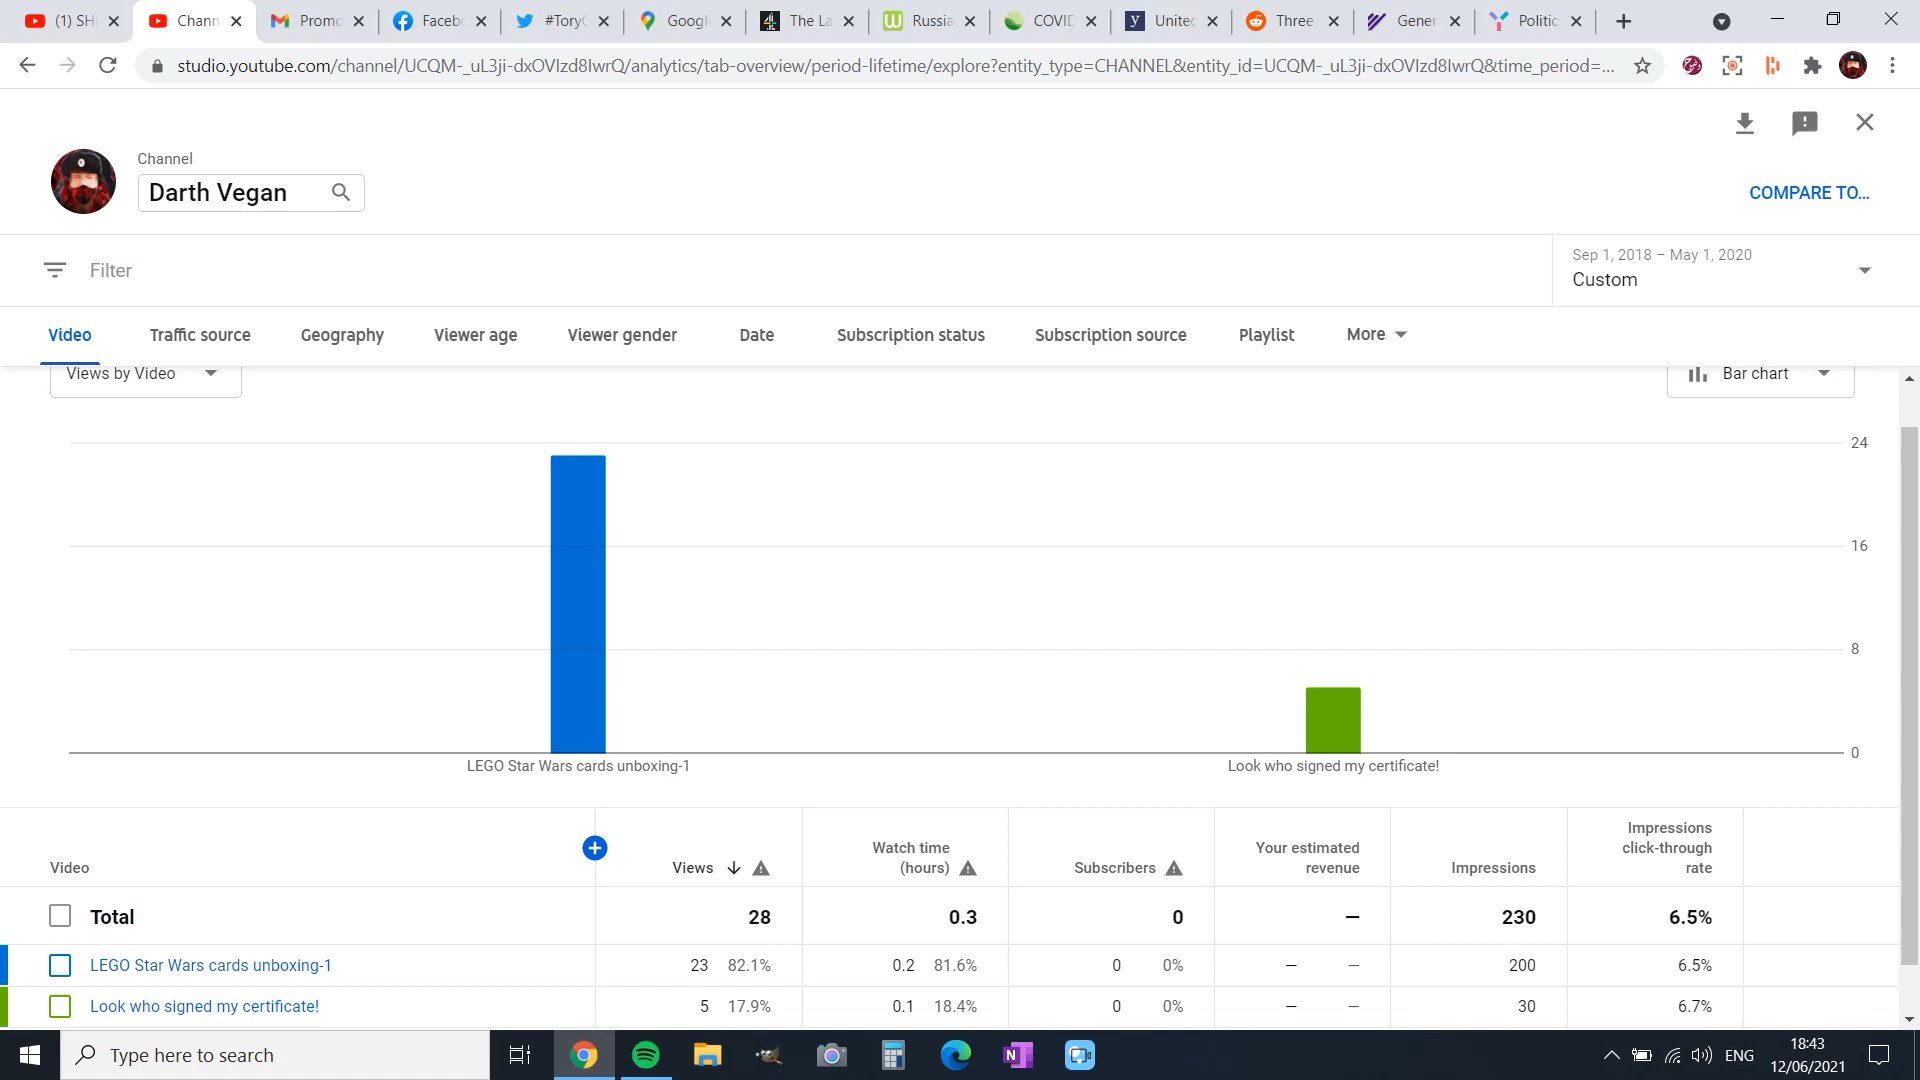 (1) SHI
Chann
Promo
Facebo
#ToryC
Google
The La
Russia
COVID
United
Three
Gener
Politic
studio.youtube.com/channel/UCQM-_uL3ji-dxOVIzd8IwrQ/analytics/tab-overview/period-lifetime/explore?entity_type=CHANNEL&entity_id=UCQM-_uL3ji-dxOVIzd8IwrQ&time_period=...
Channel
Darth Vegan
COMPARE TO...
Filter
Sep 1, 2018 – May 1, 2020
Custom
Video Traffic source Geography Viewer age Viewer gender Date Subscription status Subscription source Playlist More
Views by Video
Bar chart
24
16
8
0
LEGO Star Wars cards unboxing-1
Look who signed my certificate!
Video
Views
Watch time
(hours)
Subscribers
Your estimated
revenue
Impressions
Impressions
click-through
rate
Total 28 0.3 0 — 230 6.5%
LEGO Star Wars cards unboxing-1 23 82.1% 0.2 81.6% 0 0% — — 200 6.5%
Look who signed my certificate! 5 17.9% 0.1 18.4% 0 0% — — 30 6.7%
Type here to search
ENG
18:43
12/06/2021